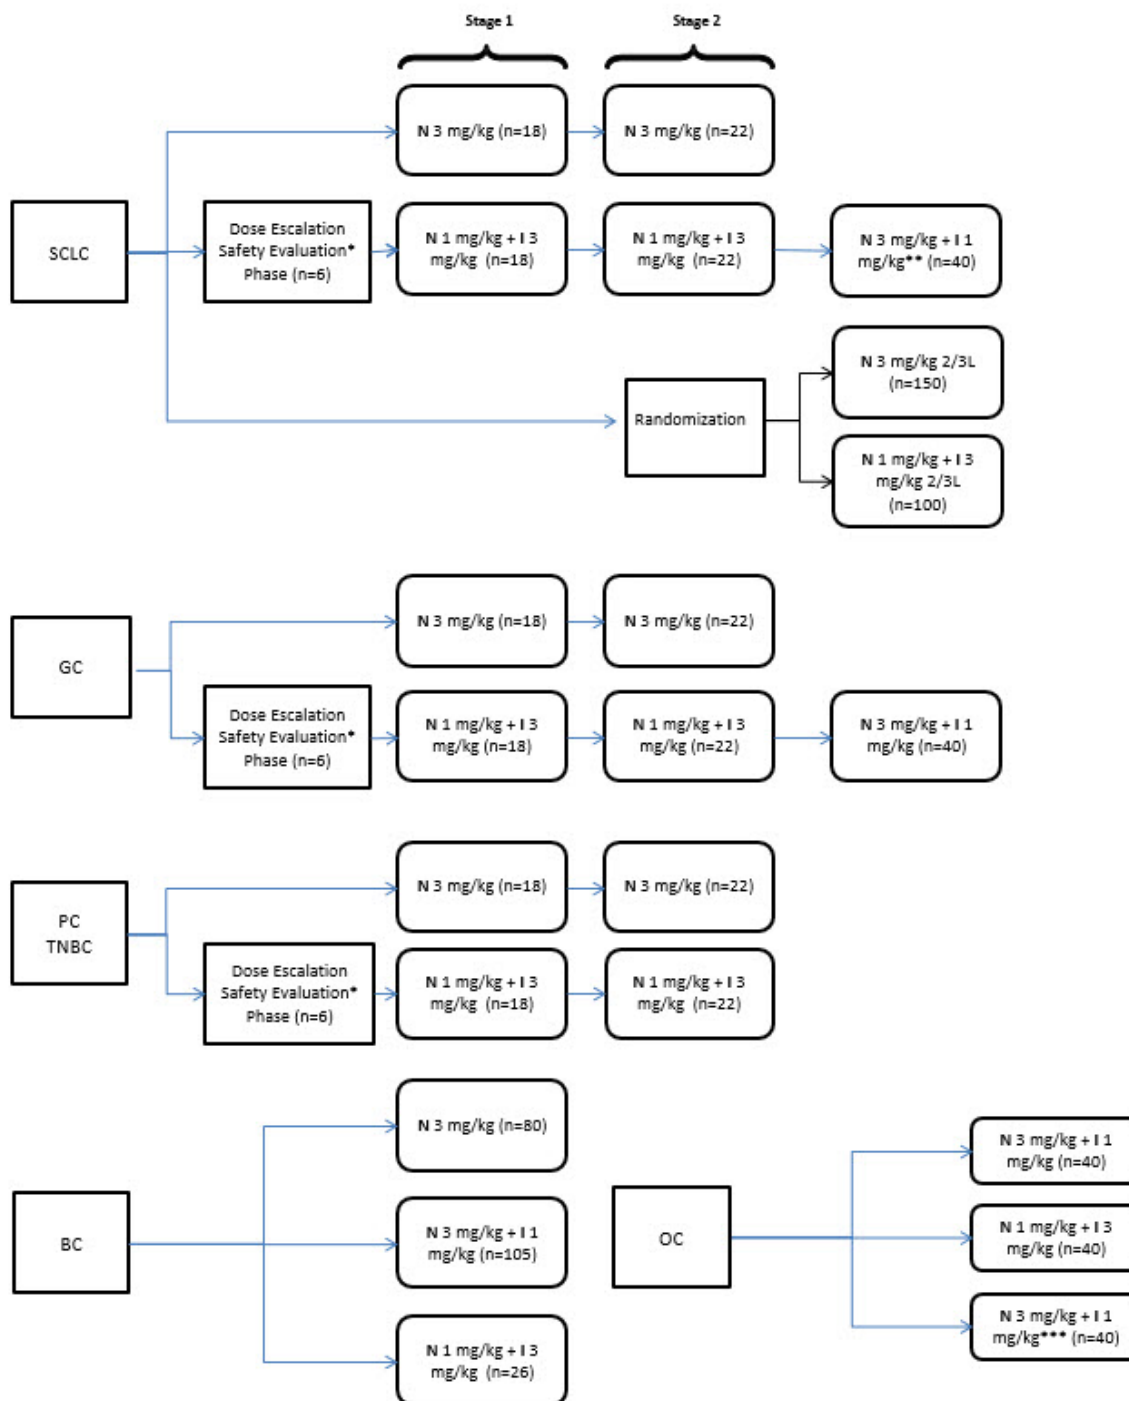 Stage 1
Stage 2
N 3 mg/kg (n=18)
N 3 mg/kg (n=22)
SCLC
Dose Escalation
Safety Evaluation*
Phase (n=6)
N 1 mg/kg + I 3
mg/kg (n=18)
N 1 mg/kg + I 3
mg/kg (n=22)
N 3 mg/kg + I 1
mg/kg** (n=40)
Randomization
N 3 mg/kg 2/3L
(n=150)
N 1 mg/kg + I 3
mg/kg 2/3L
(n=100)
GC
N 3 mg/kg (n=18)
N 3 mg/kg (n=22)
Dose Escalation
Safety Evaluation*
Phase (n=6)
N 1 mg/kg + I 3
mg/kg (n=18)
N 1 mg/kg + I 3
mg/kg (n=22)
N 3 mg/kg + I 1
mg/kg (n=40)
PC
TNBC
N 3 mg/kg (n=18)
N 3 mg/kg (n=22)
Dose Escalation
Safety Evaluation*
Phase (n=6)
N 1 mg/kg + I 3
mg/kg (n=18)
N 1 mg/kg + I 3
mg/kg (n=22)
BC
N 3 mg/kg (n=80)
N 3 mg/kg + I 1
mg/kg (n=105)
N 1 mg/kg + I 3
mg/kg (n=26)
OC
N 3 mg/kg + I 1
mg/kg (n=40)
N 1 mg/kg + I 3
mg/kg (n=40)
N 3 mg/kg + I 1
mg/kg*** (n=40)